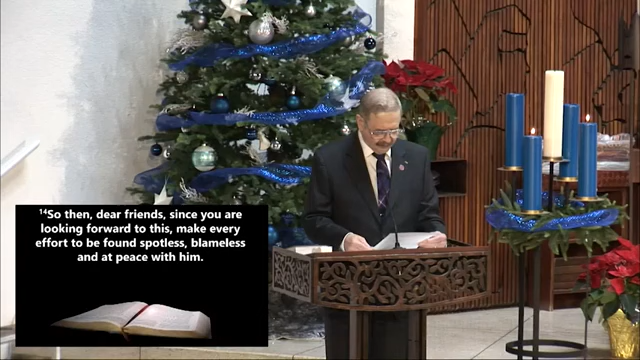 ¹⁴So then, dear friends, since you are
looking forward to this, make every
effort to be found spotless, blameless
and at peace with him.